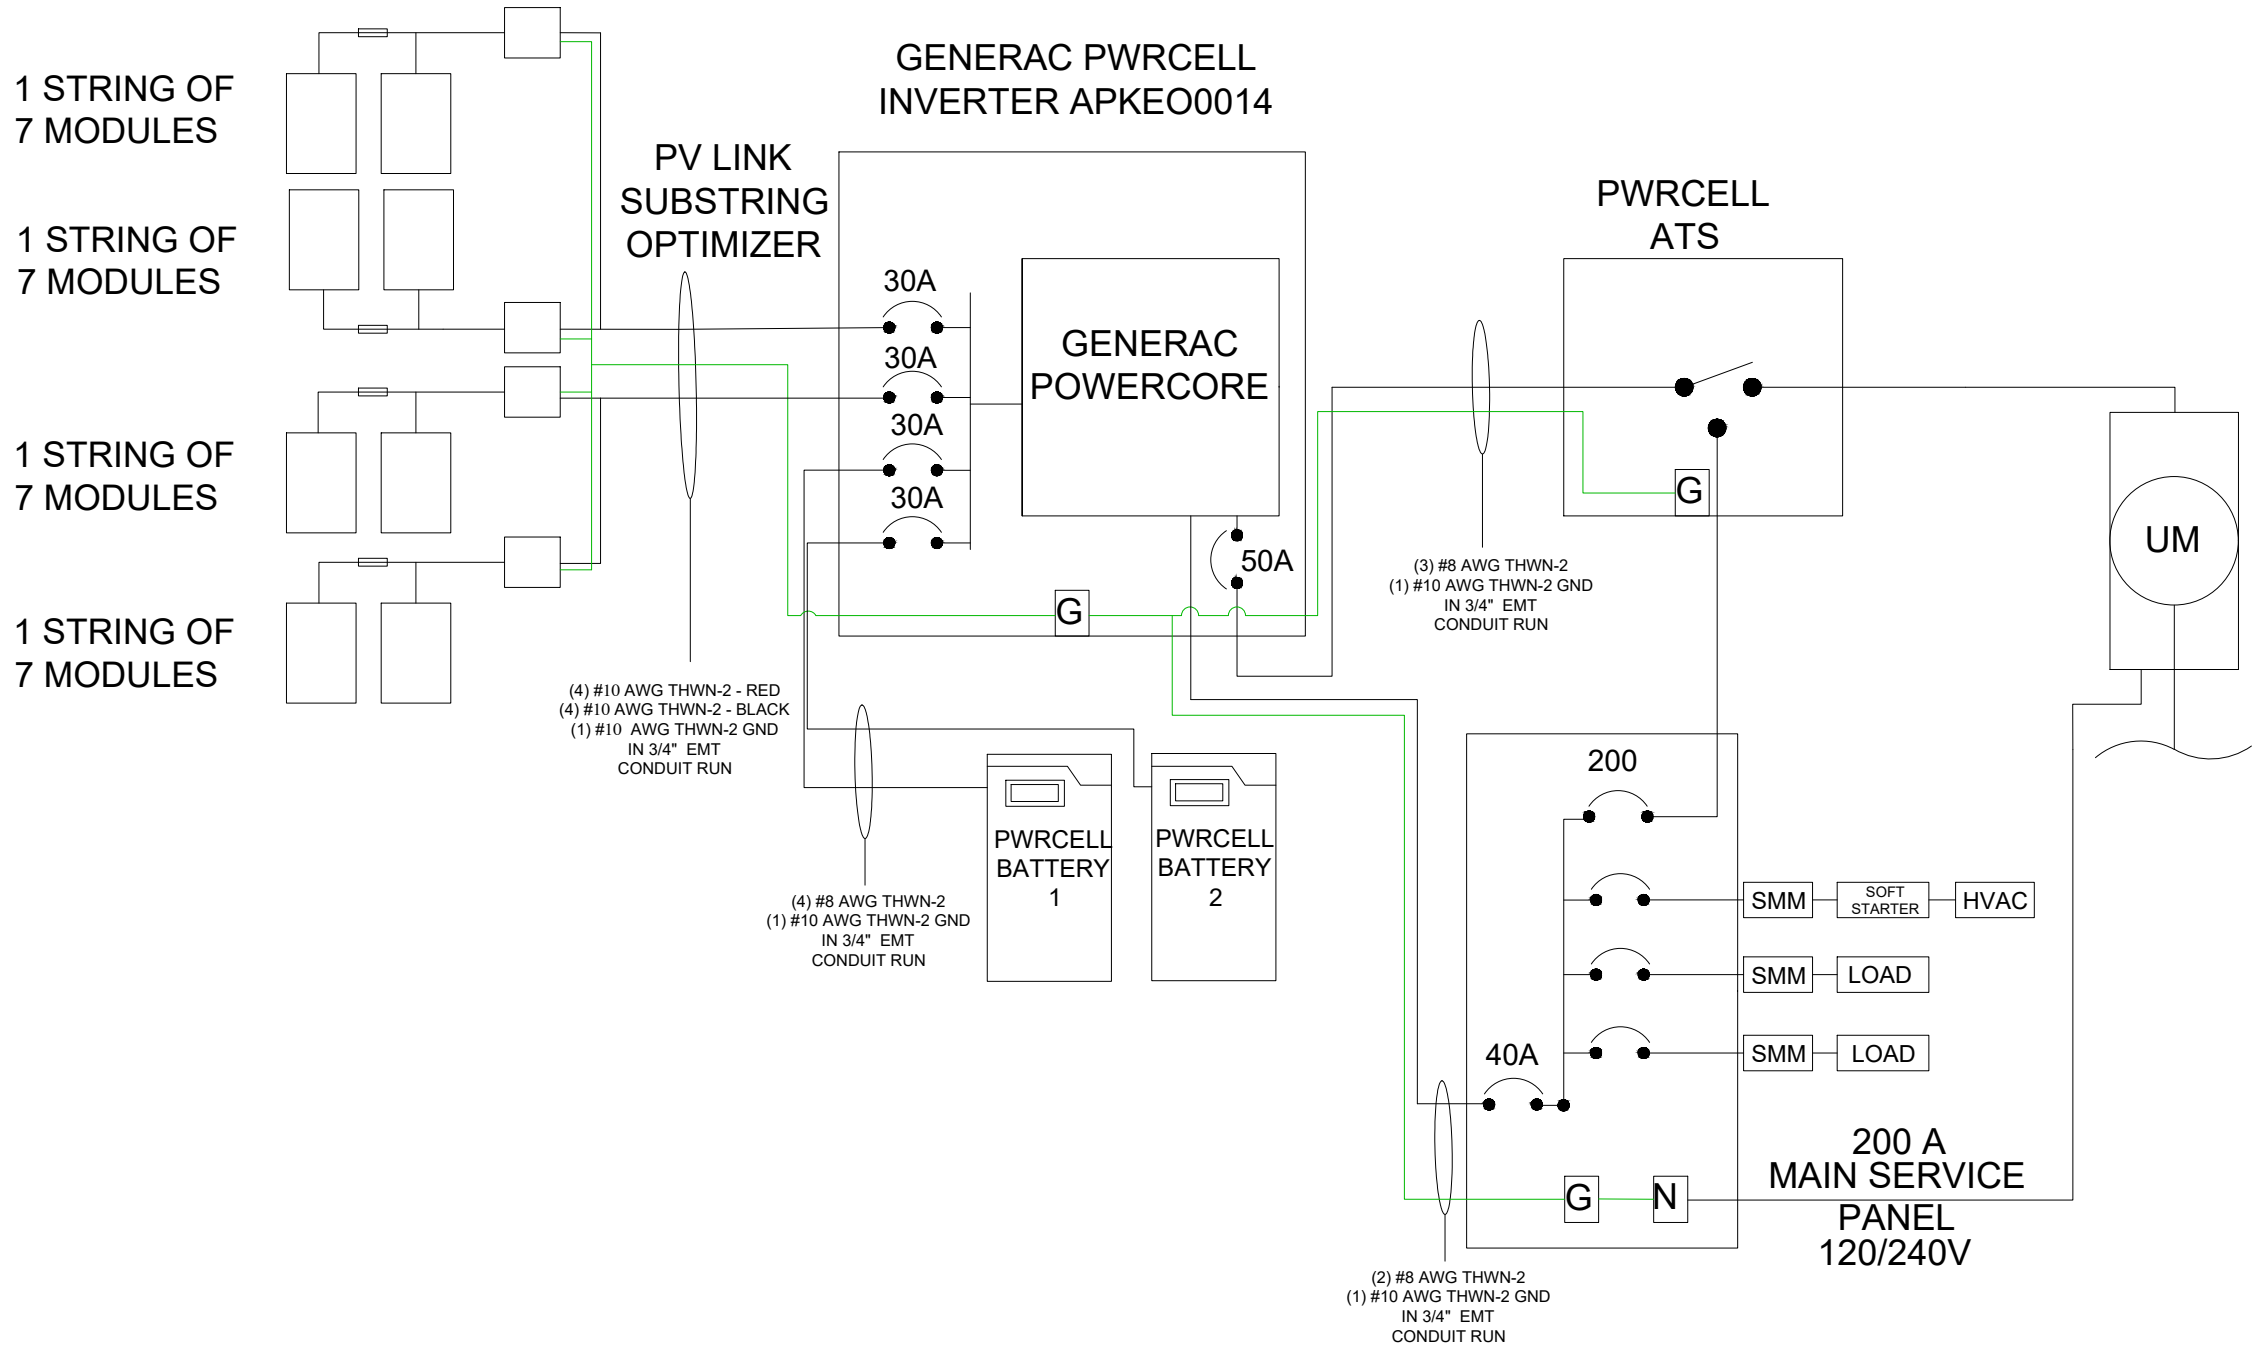 1 STRING OF
7 MODULES
1 STRING OF
7 MODULES
1 STRING OF
7 MODULES
1 STRING OF
7 MODULES
PV LINK
SUBSTRING
OPTIMIZER
(4) #10 AWG THWN-2 - RED
(4) #10 AWG THWN-2 - BLACK
(1) #10 AWG THWN-2 GND
IN 3/4" EMT
CONDUIT RUN
GENERAC PWRCELL
INVERTER APKEO0014
30A
30A
30A
30A
GENERAC
POWERCORE
50A
G
(4) #8 AWG THWN-2
(1) #10 AWG THWN-2 GND
IN 3/4" EMT
CONDUIT RUN
PWRCELL
BATTERY
1
PWRCELL
BATTERY
2
PWRCELL
ATS
G
(3) #8 AWG THWN-2
(1) #10 AWG THWN-2 GND
IN 3/4" EMT
CONDUIT RUN
UM
200
SMM
SOFT
STARTER
HVAC
SMM
LOAD
SMM
LOAD
40A
G
N
200 A
MAIN SERVICE
PANEL
120/240V
(2) #8 AWG THWN-2
(1) #10 AWG THWN-2 GND
IN 3/4" EMT
CONDUIT RUN